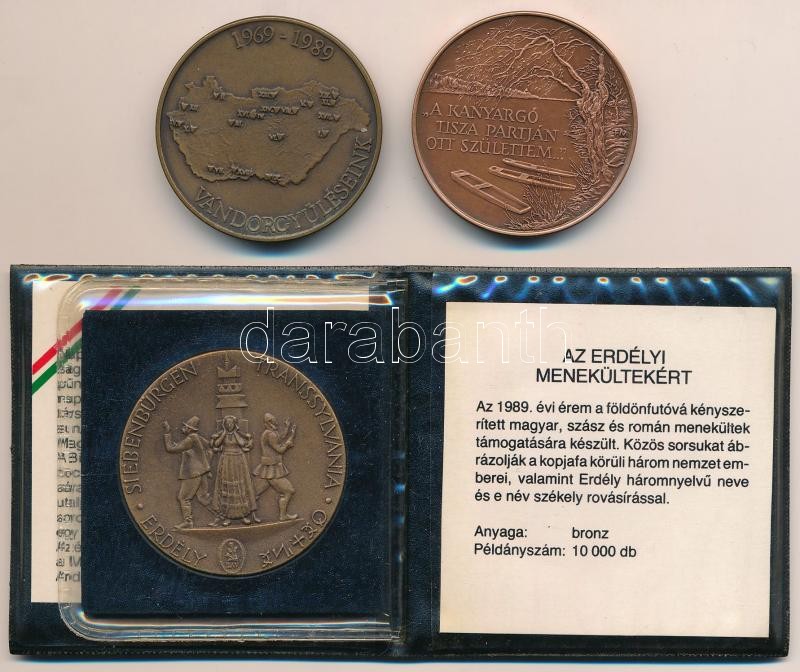 1969 - 1989
VÁNDORGYŰLÉSEINK
„A KANYARGÓ
TISZA PARTJÁN
OTT SZÜLETTEM..."
darabanth
SIEBENBÜRGEN · TRANSSYLVANIA ·
· ERDÉLY
AZ ERDÉLYI
MENEKÜLTEKÉRT
Az 1989. évi érem a földönfutóvá kénysze-
rített magyar, szász és román menekültek
támogatására készült. Közös sorsukat áb-
rázolják a kopjafa körüli három nemzet em-
berei, valamint Erdély háromnyelvű neve
és e név székely rovásírással.
Anyaga: bronz
Példányszám: 10 000 db